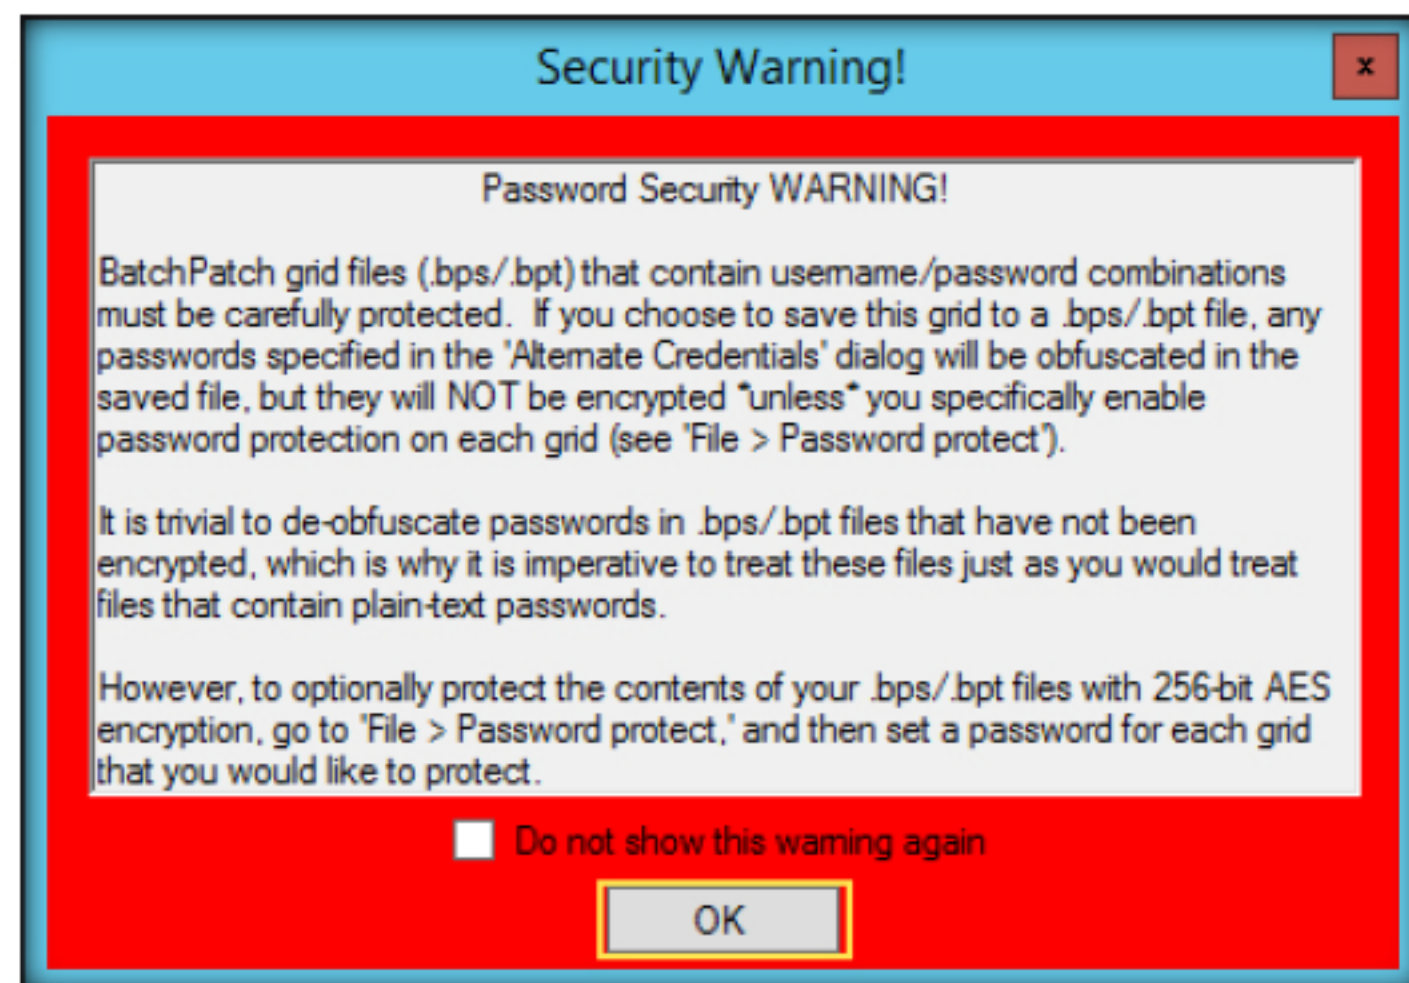 Security Warning!
x
Password Security WARNING!
BatchPatch grid files (.bps/.bpt) that contain username/password combinations
must be carefully protected.  If you choose to save this grid to a .bps/.bpt file, any
passwords specified in the 'Alternate Credentials' dialog will be obfuscated in the
saved file, but they will NOT be encrypted *unless* you specifically enable
password protection on each grid (see 'File > Password protect').
It is trivial to de-obfuscate passwords in .bps/.bpt files that have not been
encrypted, which is why it is imperative to treat these files just as you would treat
files that contain plain-text passwords.
However, to optionally protect the contents of your .bps/.bpt files with 256-bit AES
encryption, go to 'File > Password protect,' and then set a password for each grid
that you would like to protect.
Do not show this warning again
OK